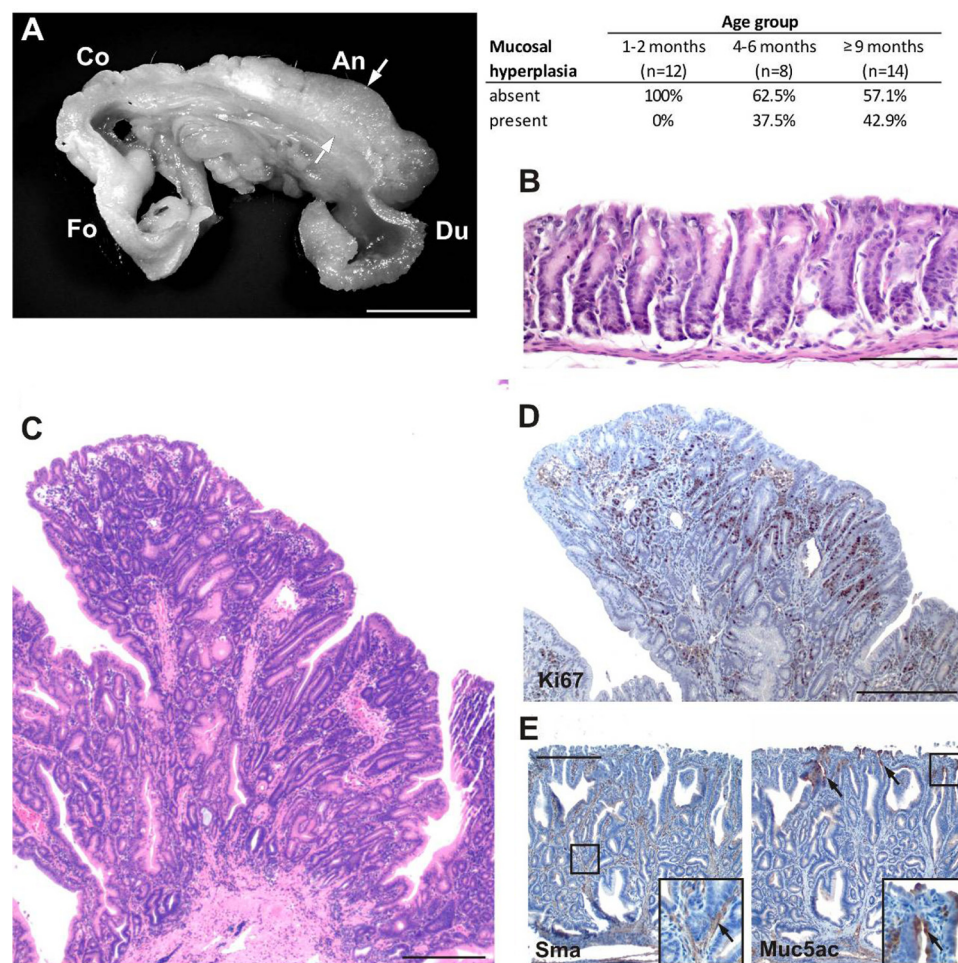 A
Co
An
Fo
Du
Age group
Mucosal 1-2 months 4-6 months ≥ 9 months
hyperplasia (n=12) (n=8) (n=14)
absent 100% 62.5% 57.1%
present 0% 37.5% 42.9%
B
C
D
Ki67
E
Sma
Muc5ac